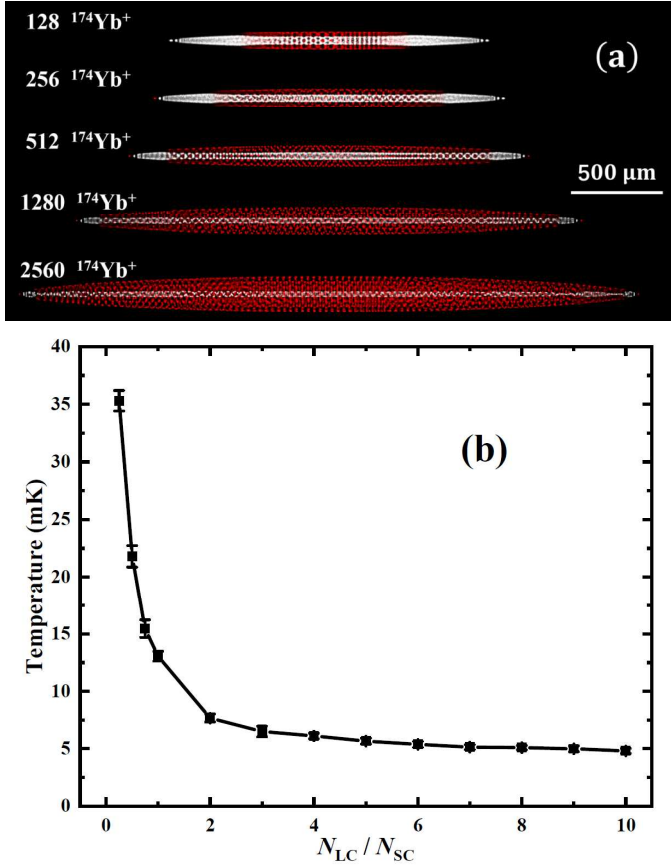 128 ¹⁷⁴Yb⁺
(a)
256 ¹⁷⁴Yb⁺
512 ¹⁷⁴Yb⁺
500 μm
1280 ¹⁷⁴Yb⁺
2560 ¹⁷⁴Yb⁺
40
35
30
25
20
15
10
5
0
Temperature (mK)
(b)
0 2 4 6 8 10
N_LC / N_SC